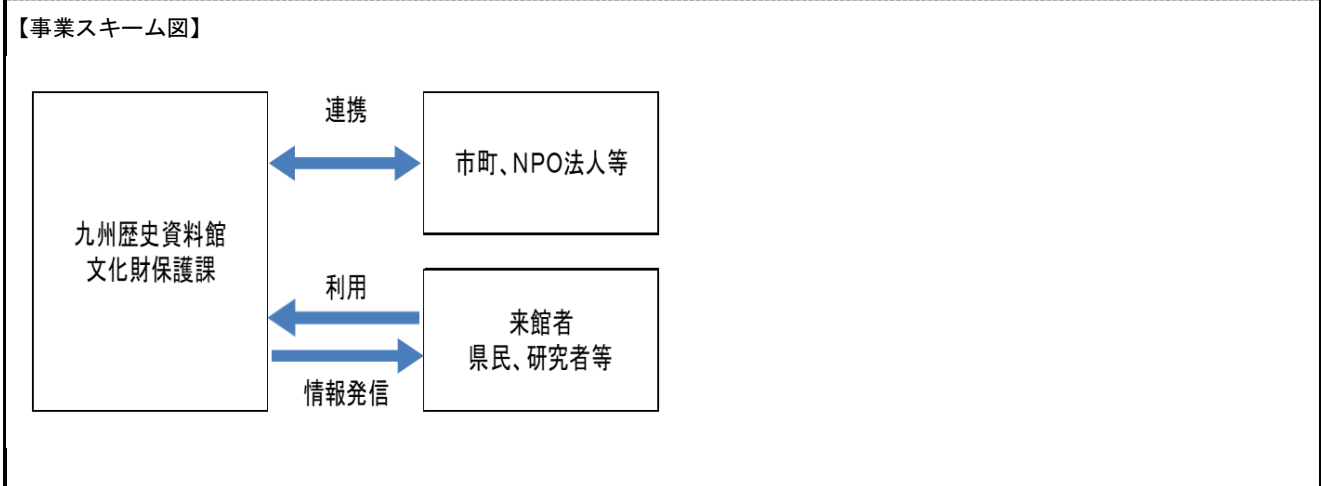 【事業スキーム図】
連携
市町、NPO法人等
九州歴史資料館
文化財保護課
利用
来館者
県民、研究者等
情報発信